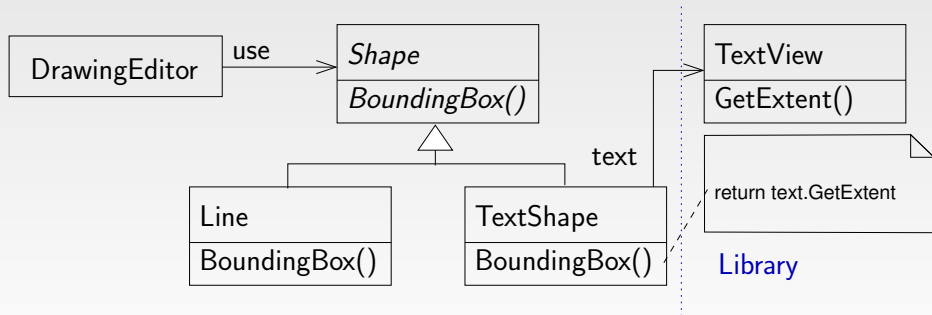 DrawingEditor
use
Shape
BoundingBox()
TextView
GetExtent()
text
return text.GetExtent
Line
BoundingBox()
TextShape
BoundingBox()
Library